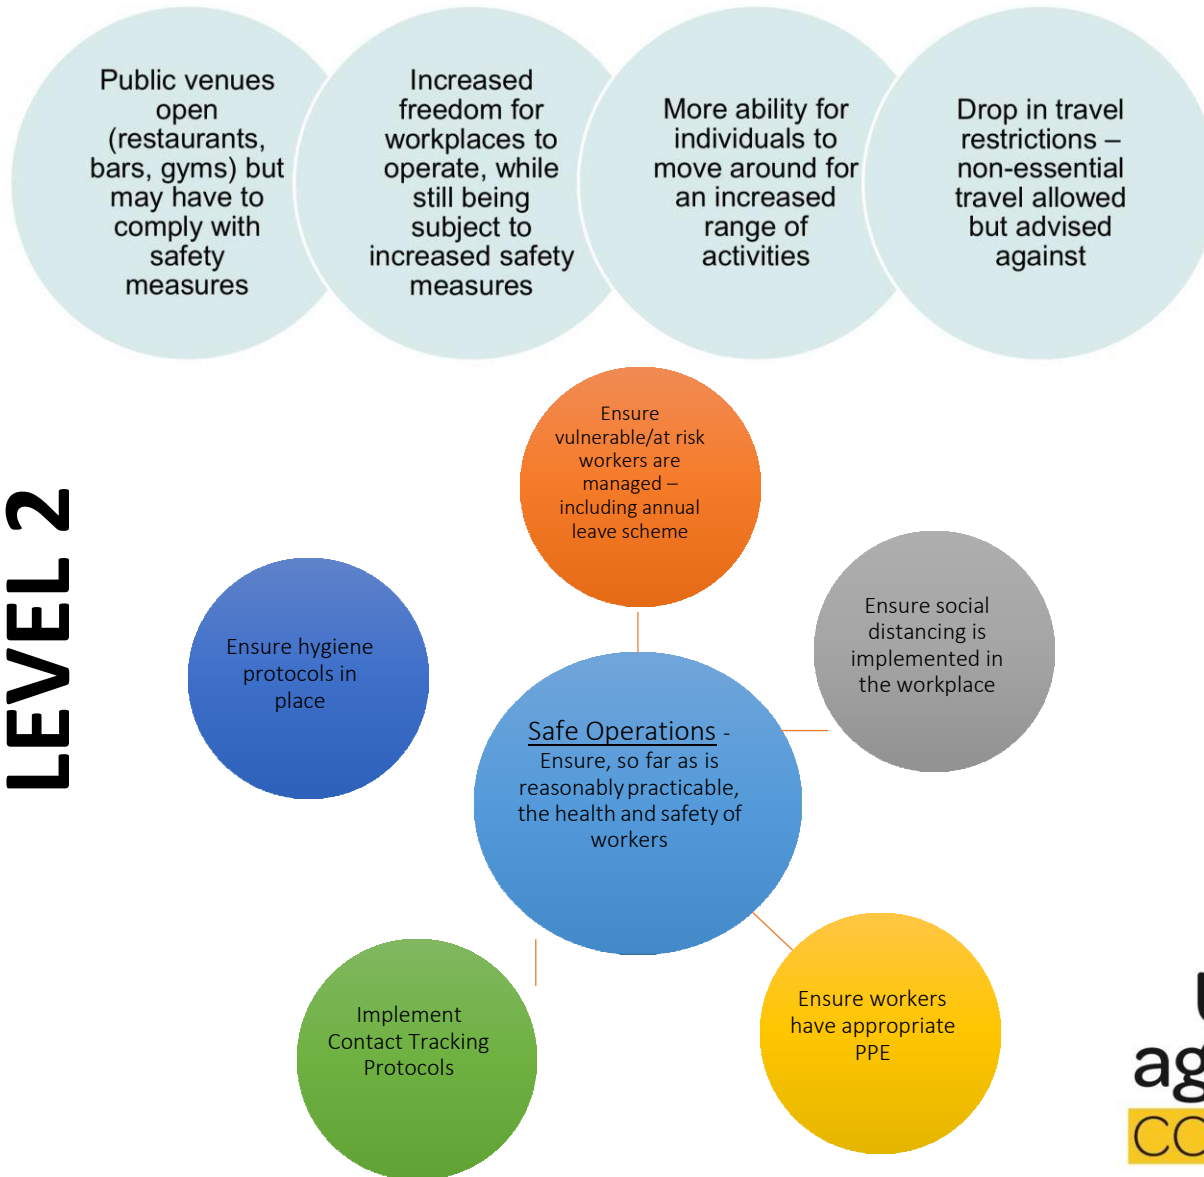 Public venues
open
(restaurants,
bars, gyms) but
may have to
comply with
safety
measures
Increased
freedom for
workplaces to
operate, while
still being
subject to
increased safety
measures
More ability for
individuals to
move around for
an increased
range of
activities
Drop in travel
restrictions –
non-essential
travel allowed
but advised
against
LEVEL 2
Ensure
vulnerable/at risk
workers are
managed –
including annual
leave scheme
Ensure hygiene
protocols in
place
Ensure social
distancing is
implemented in
the workplace
Safe Operations -
Ensure, so far as is
reasonably practicable,
the health and safety of
workers
Implement
Contact Tracking
Protocols
Ensure workers
have appropriate
PPE